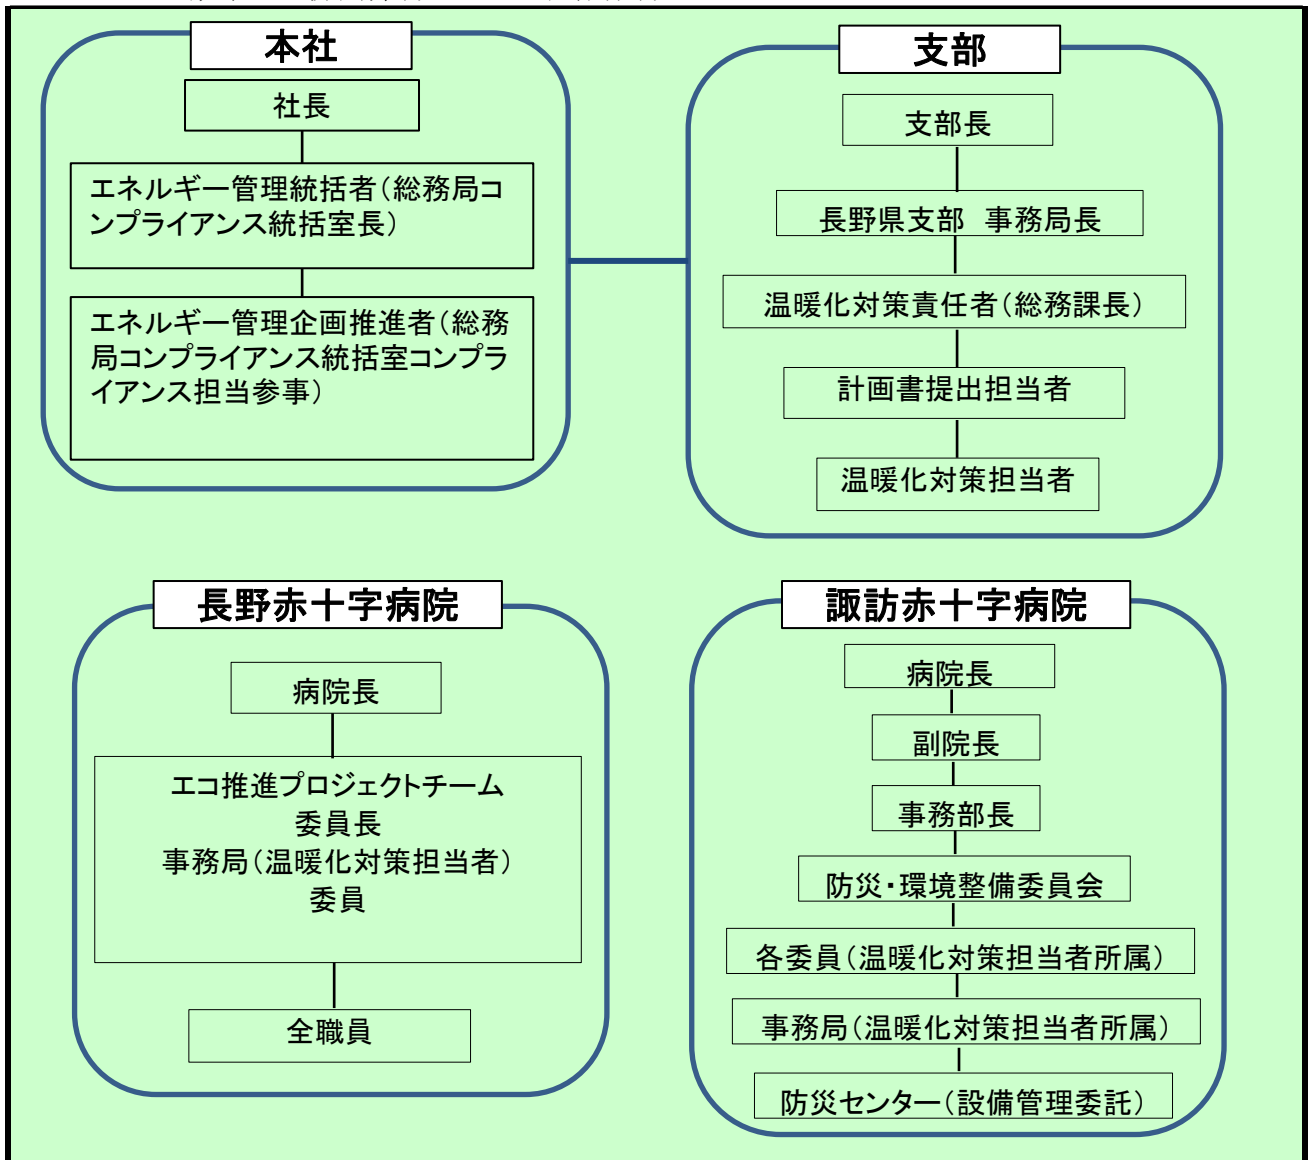 本社
社長
エネルギー管理統括者（総務局コ
ンプライアンス統括室長）
エネルギー管理企画推進者（総務
局コンプライアンス統括室コンプラ
イアンス担当参事）
支部
支部長
長野県支部　事務局長
温暖化対策責任者（総務課長）
計画書提出担当者
温暖化対策担当者
長野赤十字病院
病院長
エコ推進プロジェクトチーム
委員長
事務局（温暖化対策担当者）
委員
全職員
諏訪赤十字病院
病院長
副院長
事務部長
防災・環境整備委員会
各委員（温暖化対策担当者所属）
事務局（温暖化対策担当者所属）
防災センター（設備管理委託）